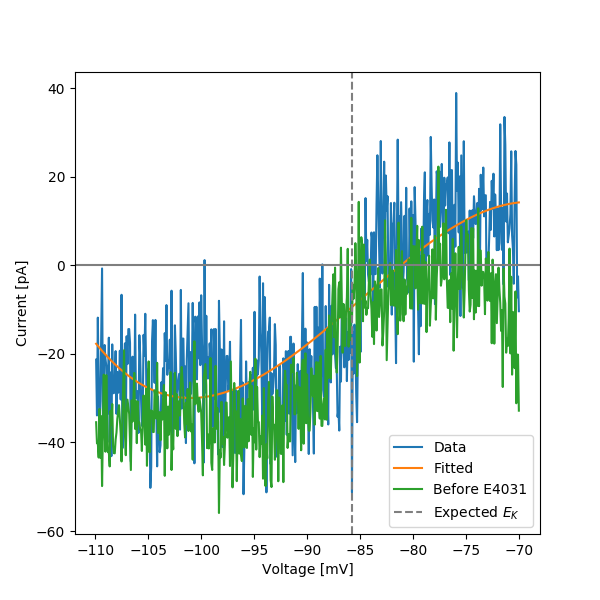 40
20
0
−20
−40
−60
Current [pA]
Data
Fitted
Before E4031
Expected E_K
−110 −105 −100 −95 −90 −85 −80 −75 −70
Voltage [mV]